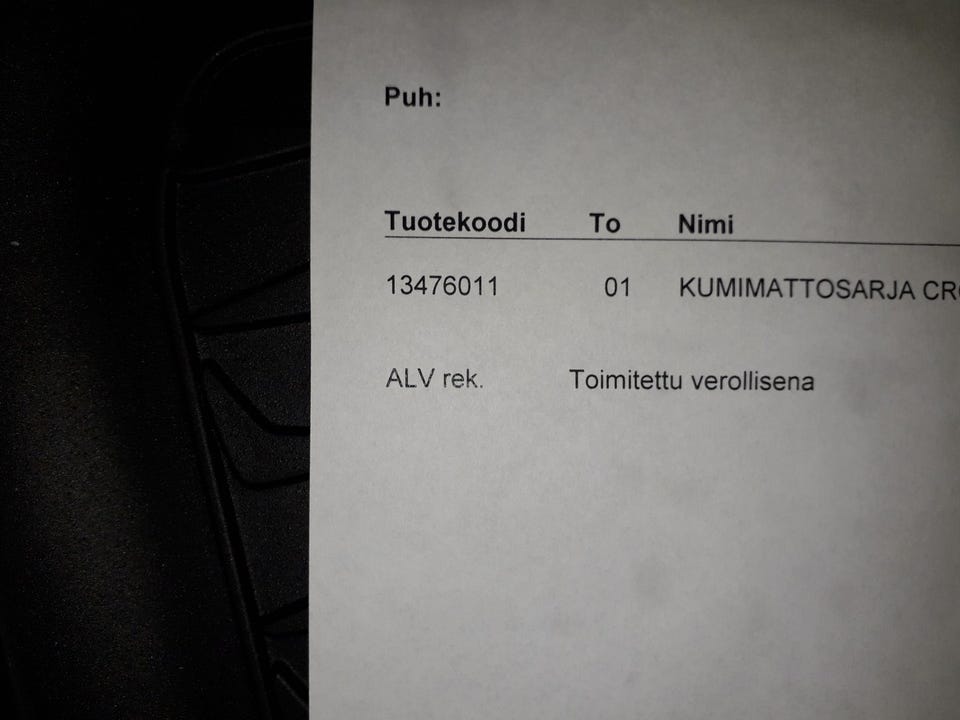 Puh:
Tuotekoodi To Nimi
13476011 01 KUMIMATTOSARJA
ALV rek. Toimitettu verollisena